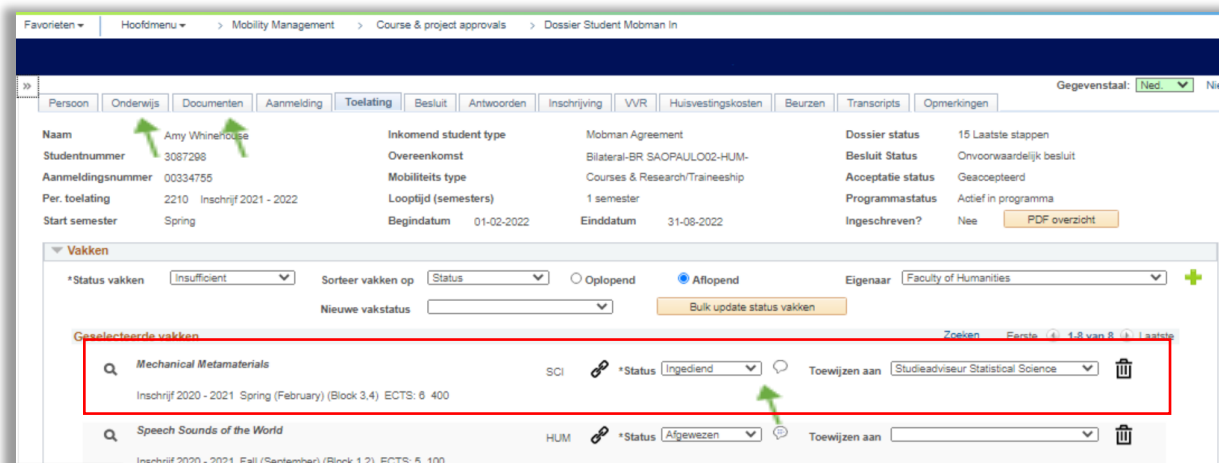 Favorieten Hoofdmenu > Mobility Management > Course & project approvals > Dossier Student Mobman In
» Gegevenstaal: Ned. Nie
Persoon Onderwijs Documenten Aanmelding Toelating Besluit Antwoorden Inschrijving VVR Huisvestingskosten Beurzen Transcripts Opmerkingen
Naam Amy Whinehouse Inkomend student type Mobman Agreement Dossier status 15 Laatste stappen
Studentnummer 3087298 Overeenkomst Bilateral-BR SAOPAULO02-HUM- Besluit Status Onvoorwaardelijk besluit
Aanmeldingsnummer 00334755 Mobiliteits type Courses & Research/Traineeship Acceptatie status Geaccepteerd
Per. toelating 2210 Inschrijf 2021 - 2022 Looptijd (semesters) 1 semester Programmastatus Actief in programma
Start semester Spring Begindatum 01-02-2022 Einddatum 31-08-2022 Ingeschreven? Nee PDF overzicht
Vakken
*Status vakken Insufficient Sorteer vakken op Status Oplopend Aflopend Eigenaar Faculty of Humanities
Nieuwe vakstatus Bulk update status vakken
Geselecteerde vakken Zoeken Eerste 1-8 van 8 Laatste
Mechanical Metamaterials SCI *Status Ingediend Toewijzen aan Studieadviseur Statistical Science
Inschrijf 2020 - 2021 Spring (February) (Block 3,4) ECTS: 6 400
Speech Sounds of the World HUM *Status Afgewezen Toewijzen aan
Inschrijf 2020 - 2021 Fall (September) (Block 1,2) ECTS: 5 100